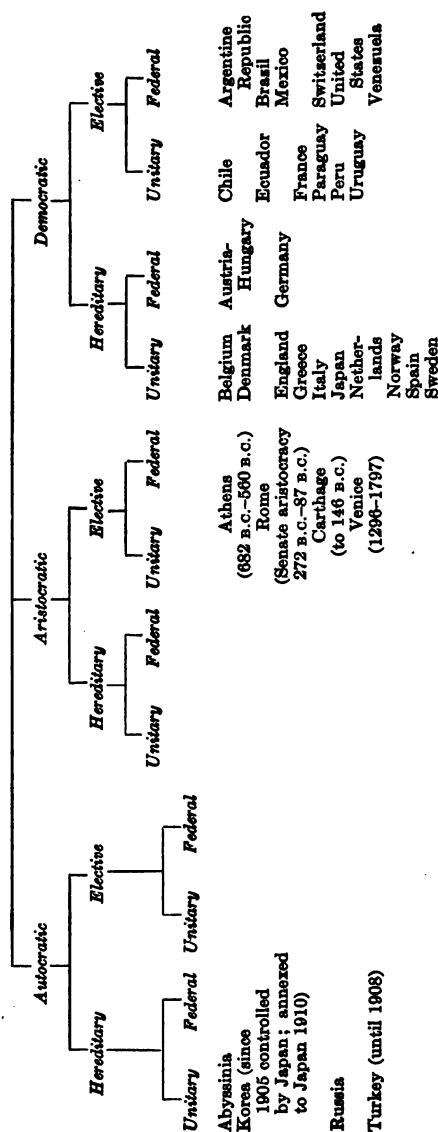 Autocratic Aristocratic Democratic
Hereditary Elective Hereditary Elective Hereditary Elective
Unitary Federal Unitary Federal Unitary Federal Unitary Federal Unitary Federal Unitary Federal
Abyssinia
Korea (since
1905 controlled
by Japan; annexed
to Japan 1910)
Russia
Turkey (until 1908)
Athens
(682 B.C.–560 B.C.)
Rome
(Senate aristocracy
272 B.C.–87 B.C.)
Carthage
(to 146 B.C.)
Venice
(1296–1797)
Belgium
Denmark
England
Greece
Italy
Japan
Nether-
lands
Norway
Spain
Sweden
Austria-
Hungary
Germany
Chile
Ecuador
France
Paraguay
Peru
Uruguay
Argentine
Republic
Brasil
Mexico
Switzerland
United
States
Venezuela